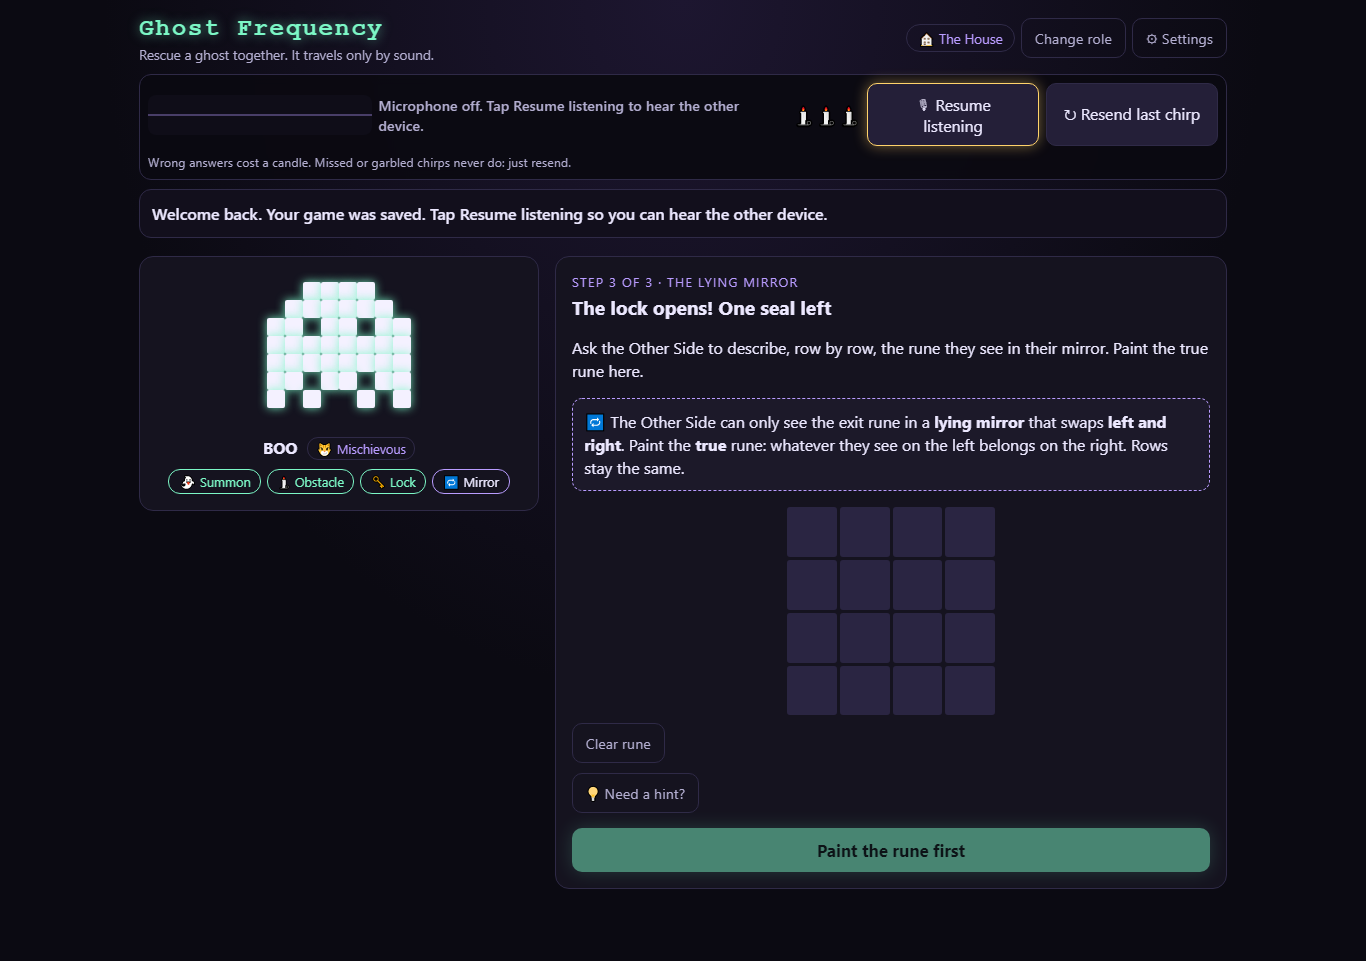 Ghost Frequency
Rescue a ghost together. It travels only by sound.
The House
Change role
Settings
Microphone off. Tap Resume listening to hear the other
device.
Resume
listening
Resend last chirp
Wrong answers cost a candle. Missed or garbled chirps never do: just resend.
Welcome back. Your game was saved. Tap Resume listening so you can hear the other device.
BOO
Mischievous
Summon
Obstacle
Lock
Mirror
STEP 3 OF 3 · THE LYING MIRROR
The lock opens! One seal left
Ask the Other Side to describe, row by row, the rune they see in their mirror. Paint the true
rune here.
The Other Side can only see the exit rune in a lying mirror that swaps left and
right. Paint the true rune: whatever they see on the left belongs on the right. Rows
stay the same.
Clear rune
Need a hint?
Paint the rune first